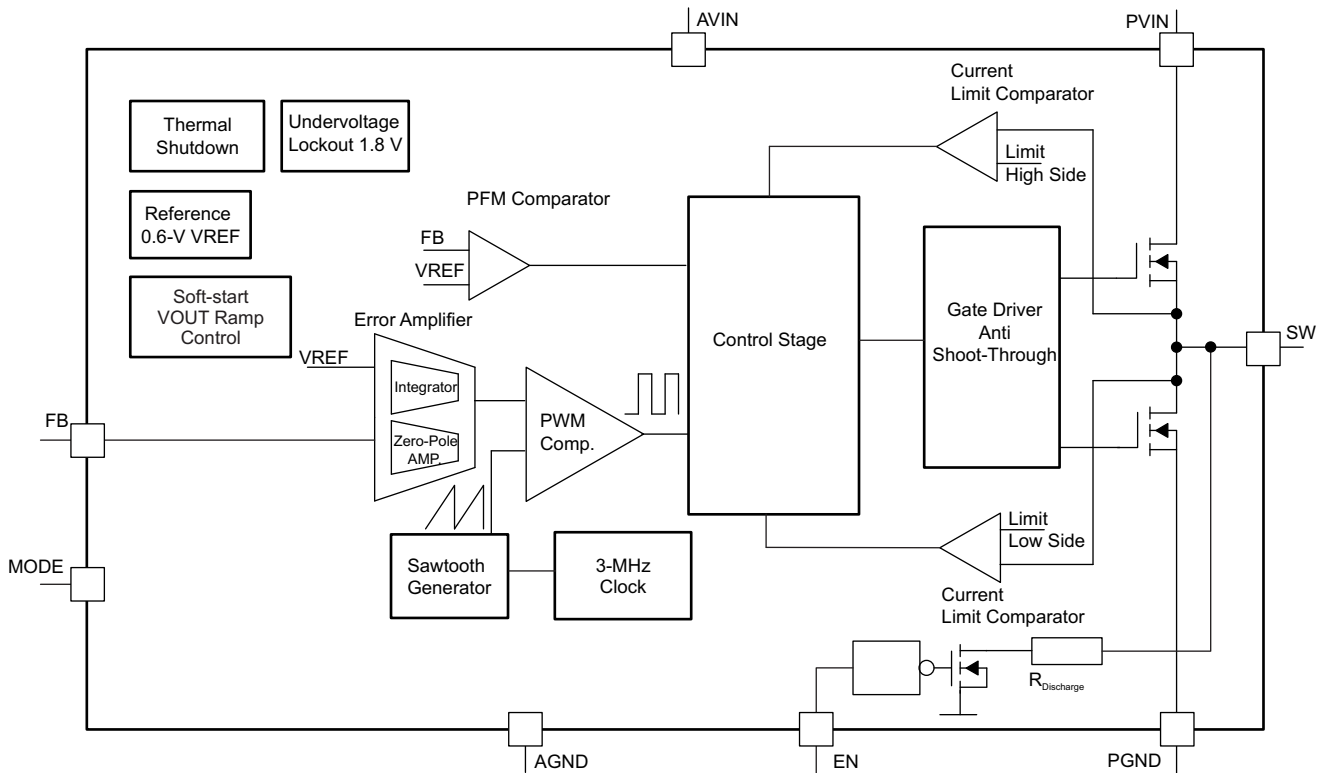 AVIN
PVIN
Current
Limit Comparator
Thermal
Shutdown
Undervoltage
Lockout 1.8 V
Limit
High Side
Reference
0.6-V VREF
PFM Comparator
FB
VREF
Soft-start
VOUT Ramp
Control
Error Amplifier
VREF
Integrator
Zero-Pole
AMP.
PWM
Comp.
Control Stage
Gate Driver
Anti
Shoot-Through
SW
FB
MODE
Sawtooth
Generator
3-MHz
Clock
Limit
Low Side
Current
Limit Comparator
RDischarge
AGND
EN
PGND